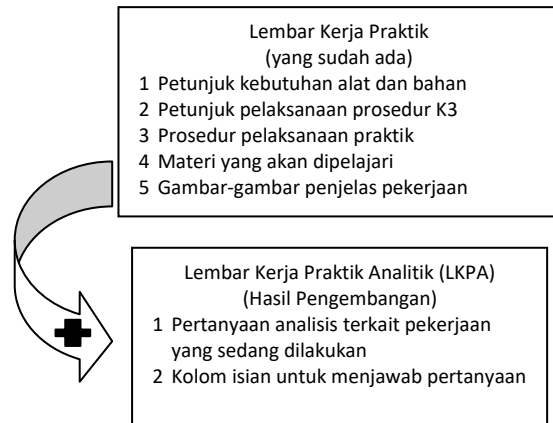 Lembar Kerja Praktik
(yang sudah ada)
1 Petunjuk kebutuhan alat dan bahan
2 Petunjuk pelaksanaan prosedur K3
3 Prosedur pelaksanaan praktik
4 Materi yang akan dipelajari
5 Gambar-gambar penjelas pekerjaan
Lembar Kerja Praktik Analitik (LKPA)
(Hasil Pengembangan)
1 Pertanyaan analisis terkait pekerjaan
yang sedang dilakukan
2 Kolom isian untuk menjawab pertanyaan